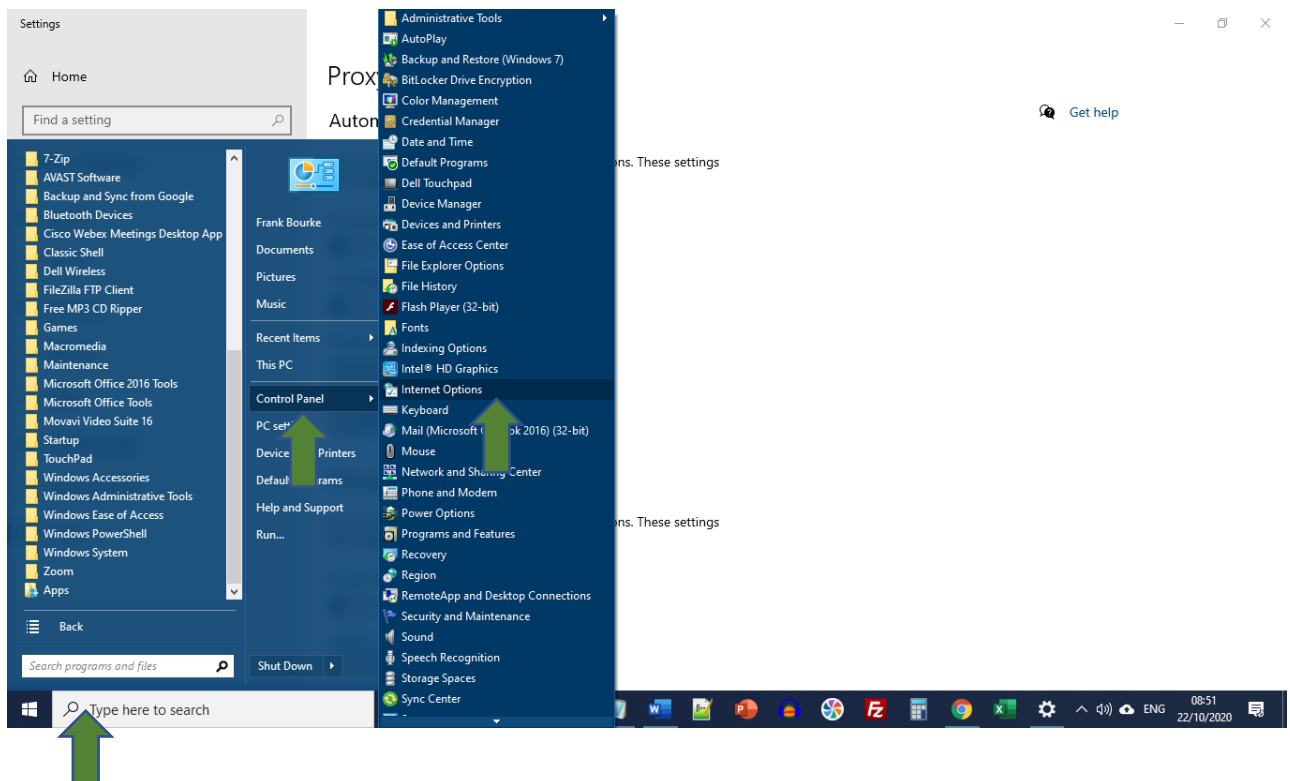 Settings
Home
Find a setting
Prox
Auton
Get help
ons. These settings
ons. These settings
7-Zip
AVAST Software
Backup and Sync from Google
Bluetooth Devices
Cisco Webex Meetings Desktop App
Classic Shell
Dell Wireless
FileZilla FTP Client
Free MP3 CD Ripper
Games
Macromedia
Maintenance
Microsoft Office 2016 Tools
Microsoft Office Tools
Movavi Video Suite 16
Startup
TouchPad
Windows Accessories
Windows Administrative Tools
Windows Ease of Access
Windows PowerShell
Windows System
Zoom
Apps
Back
Search programs and files
Frank Bourke
Documents
Pictures
Music
Recent Items
This PC
Control Panel
PC sett
Device Printers
Defaul rams
Help and Support
Run...
Shut Down
Administrative Tools
AutoPlay
Backup and Restore (Windows 7)
BitLocker Drive Encryption
Color Management
Credential Manager
Date and Time
Default Programs
Dell Touchpad
Device Manager
Devices and Printers
Ease of Access Center
File Explorer Options
File History
Flash Player (32-bit)
Fonts
Indexing Options
Intel® HD Graphics
Internet Options
Keyboard
Mail (Microsoft ok 2016) (32-bit)
Mouse
Network and Sharing Center
Phone and Modem
Power Options
Programs and Features
Recovery
Region
RemoteApp and Desktop Connections
Security and Maintenance
Sound
Speech Recognition
Storage Spaces
Sync Center
Type here to search
ENG
08:51
22/10/2020